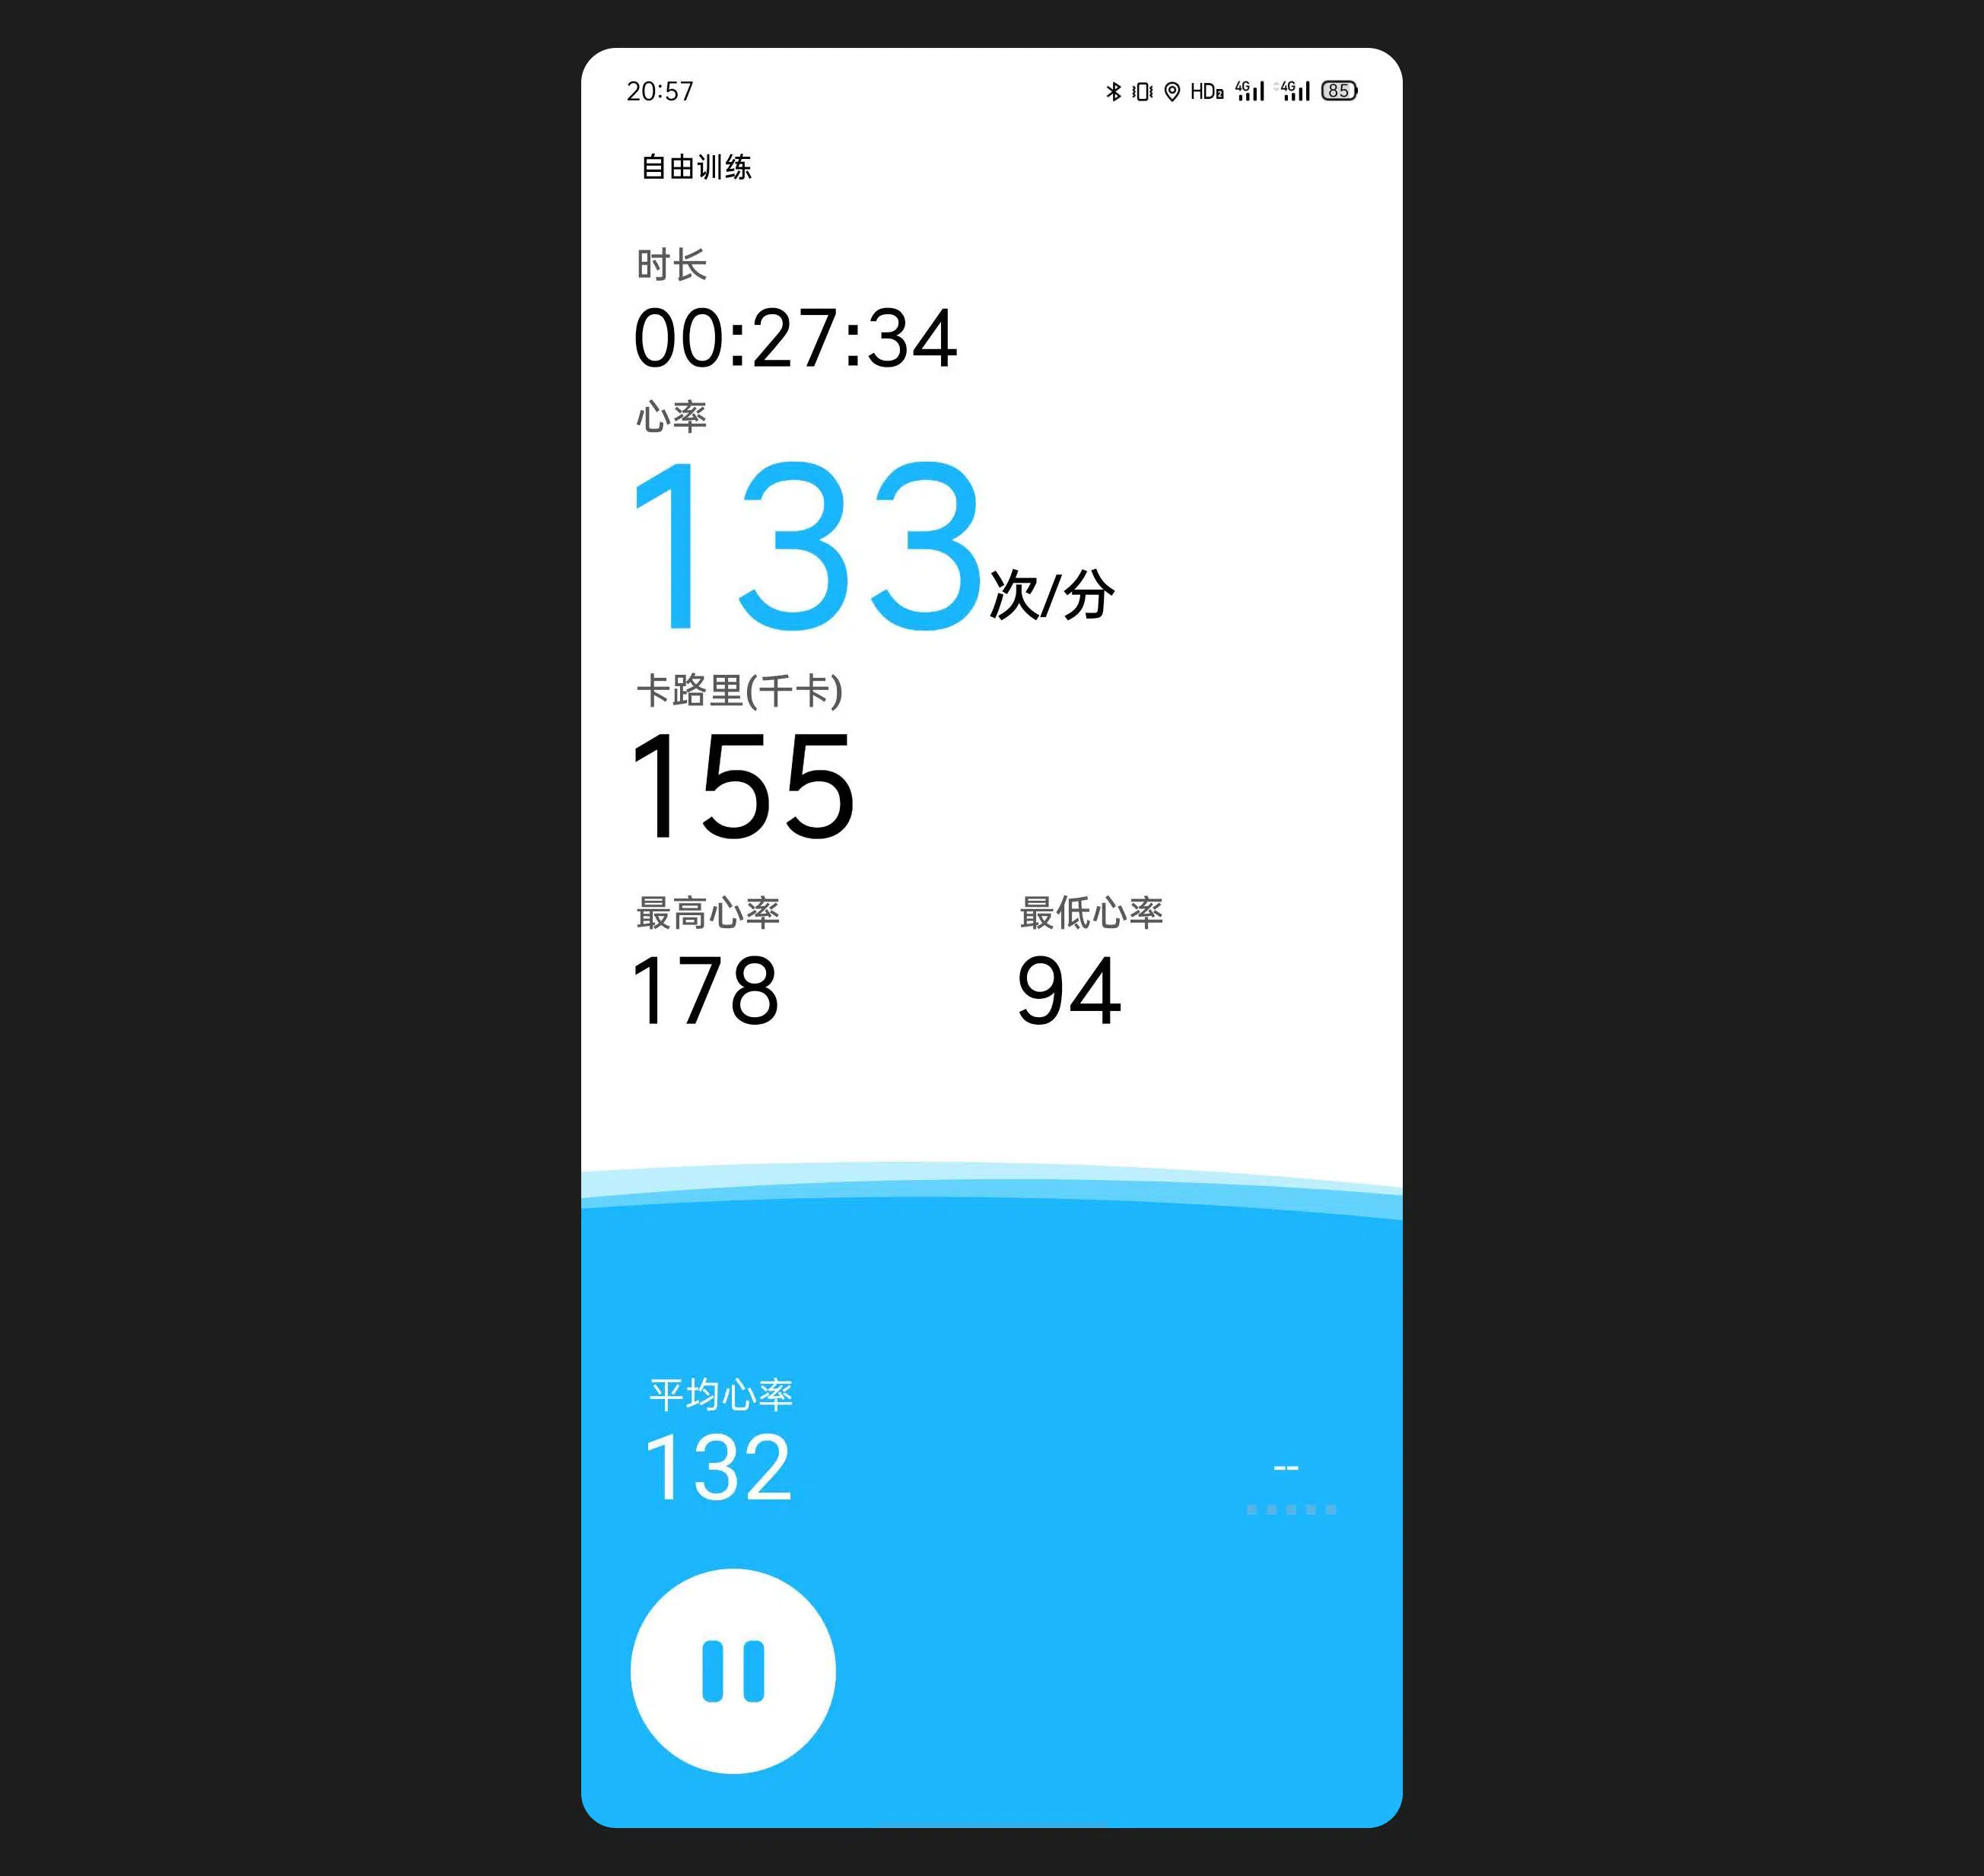 20:57 HD2 4G 4G 85
自由训练
时长
00:27:34
心率
133次/分
卡路里(千卡)
155
最高心率 最低心率
178 94
平均心率
132
--